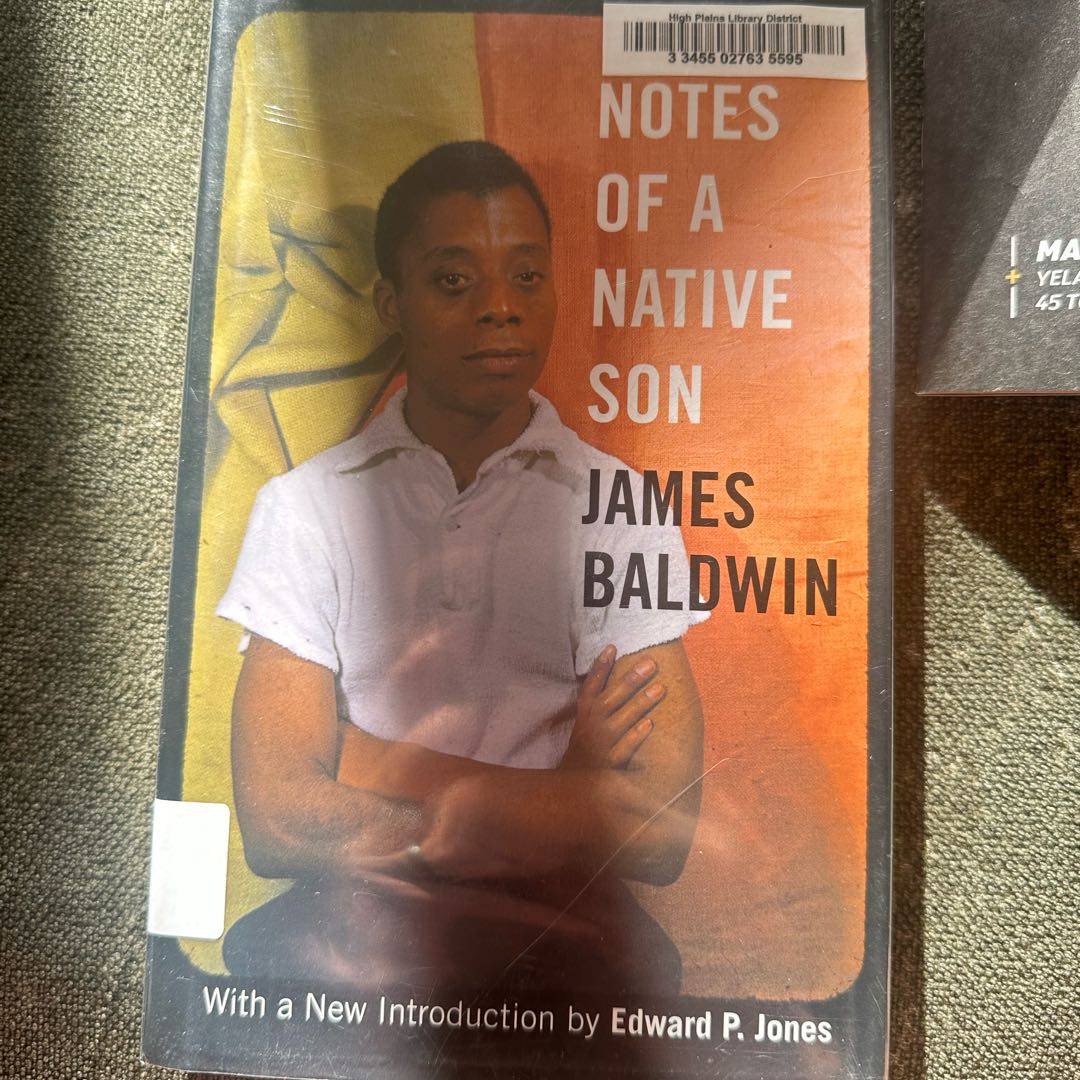 High Plains Library District
3 3455 02763 5595
NOTES
OF A
NATIVE
SON
JAMES
BALDWIN
With a New Introduction by Edward P. Jones
MA
YELA
45 T